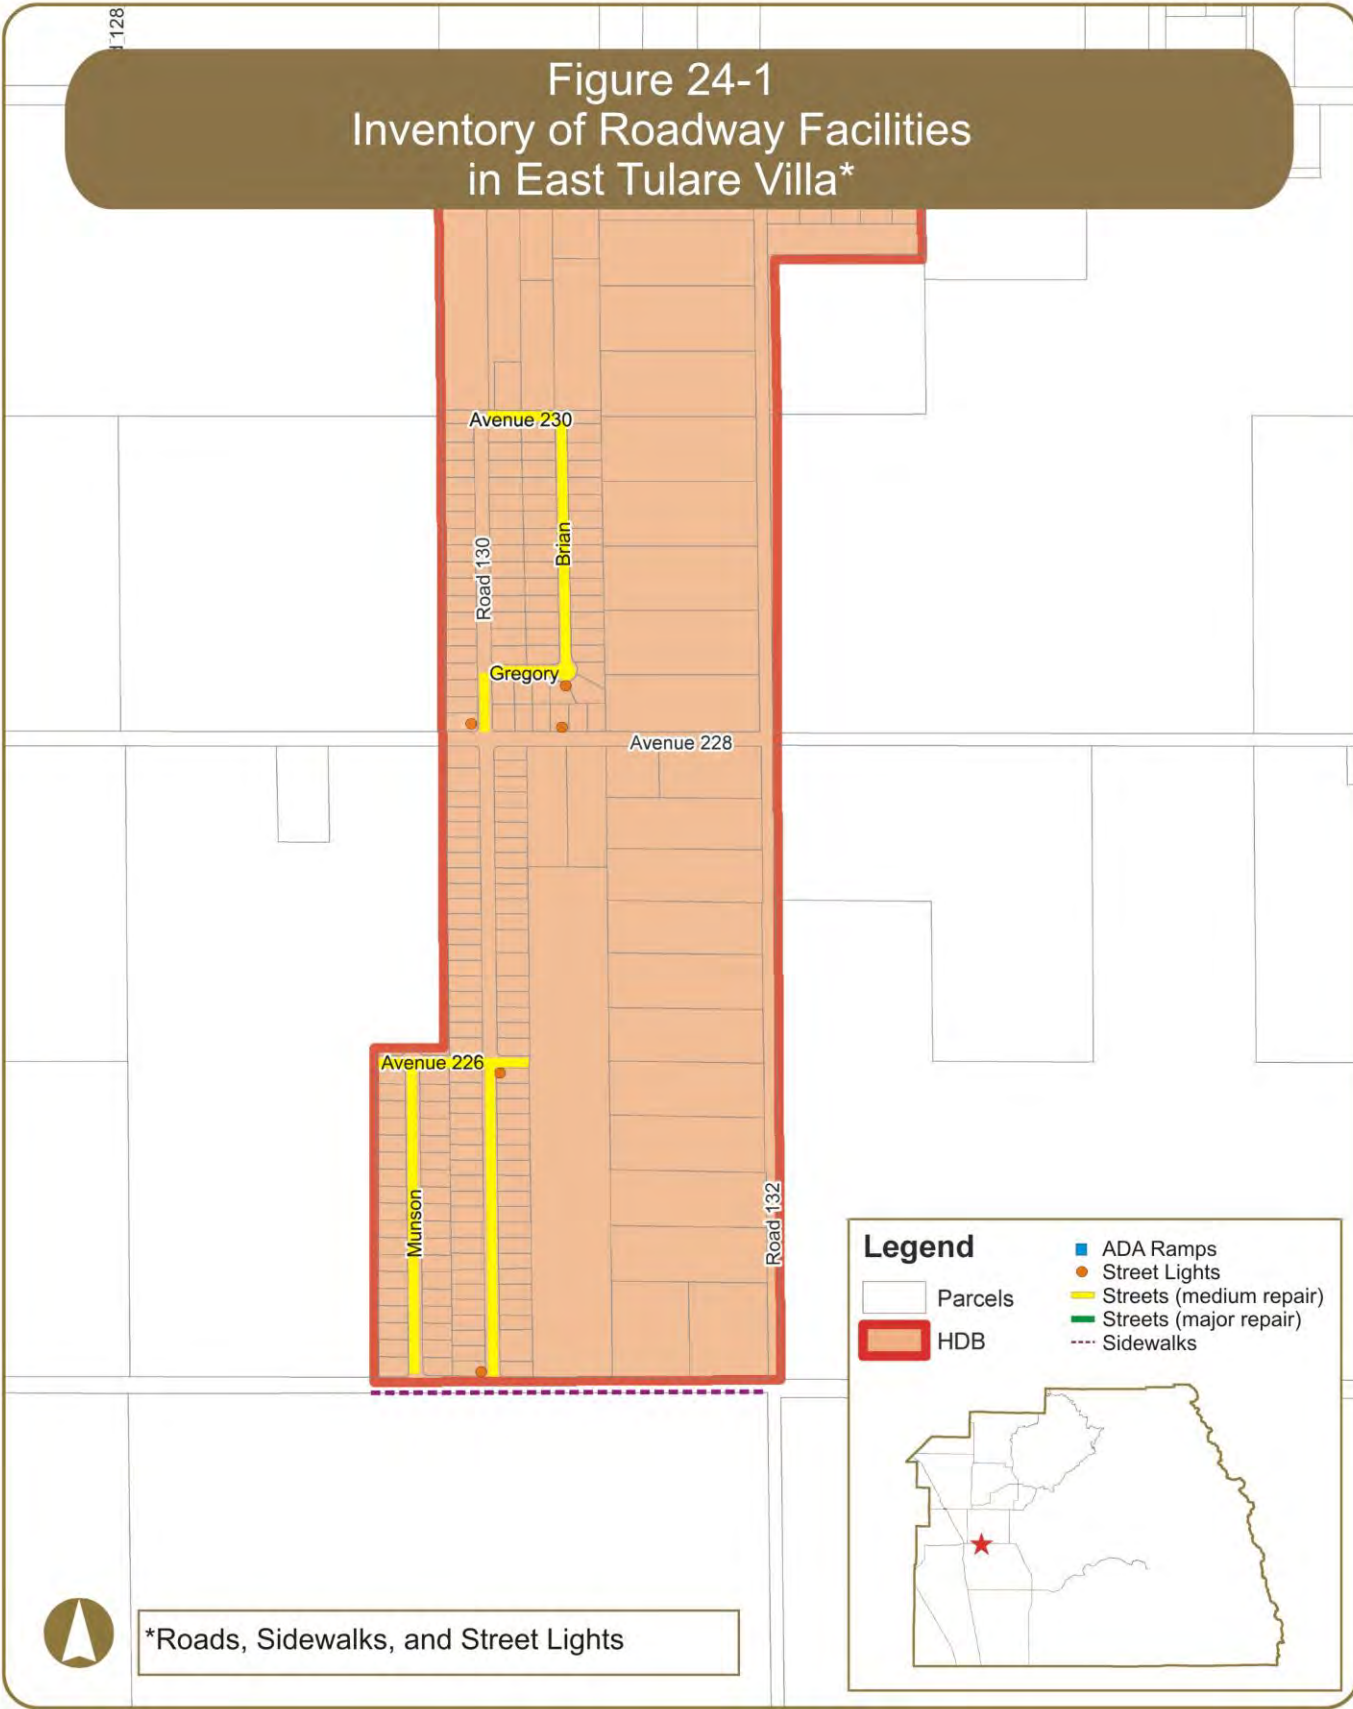 d 128
Figure 24-1
Inventory of Roadway Facilities
in East Tulare Villa*
Avenue 230
Brian
Road 130
Gregory
Avenue 228
Avenue 226
Munson
Road 132
Legend
Parcels
HDB
ADA Ramps
Street Lights
Streets (medium repair)
Streets (major repair)
Sidewalks
*Roads, Sidewalks, and Street Lights